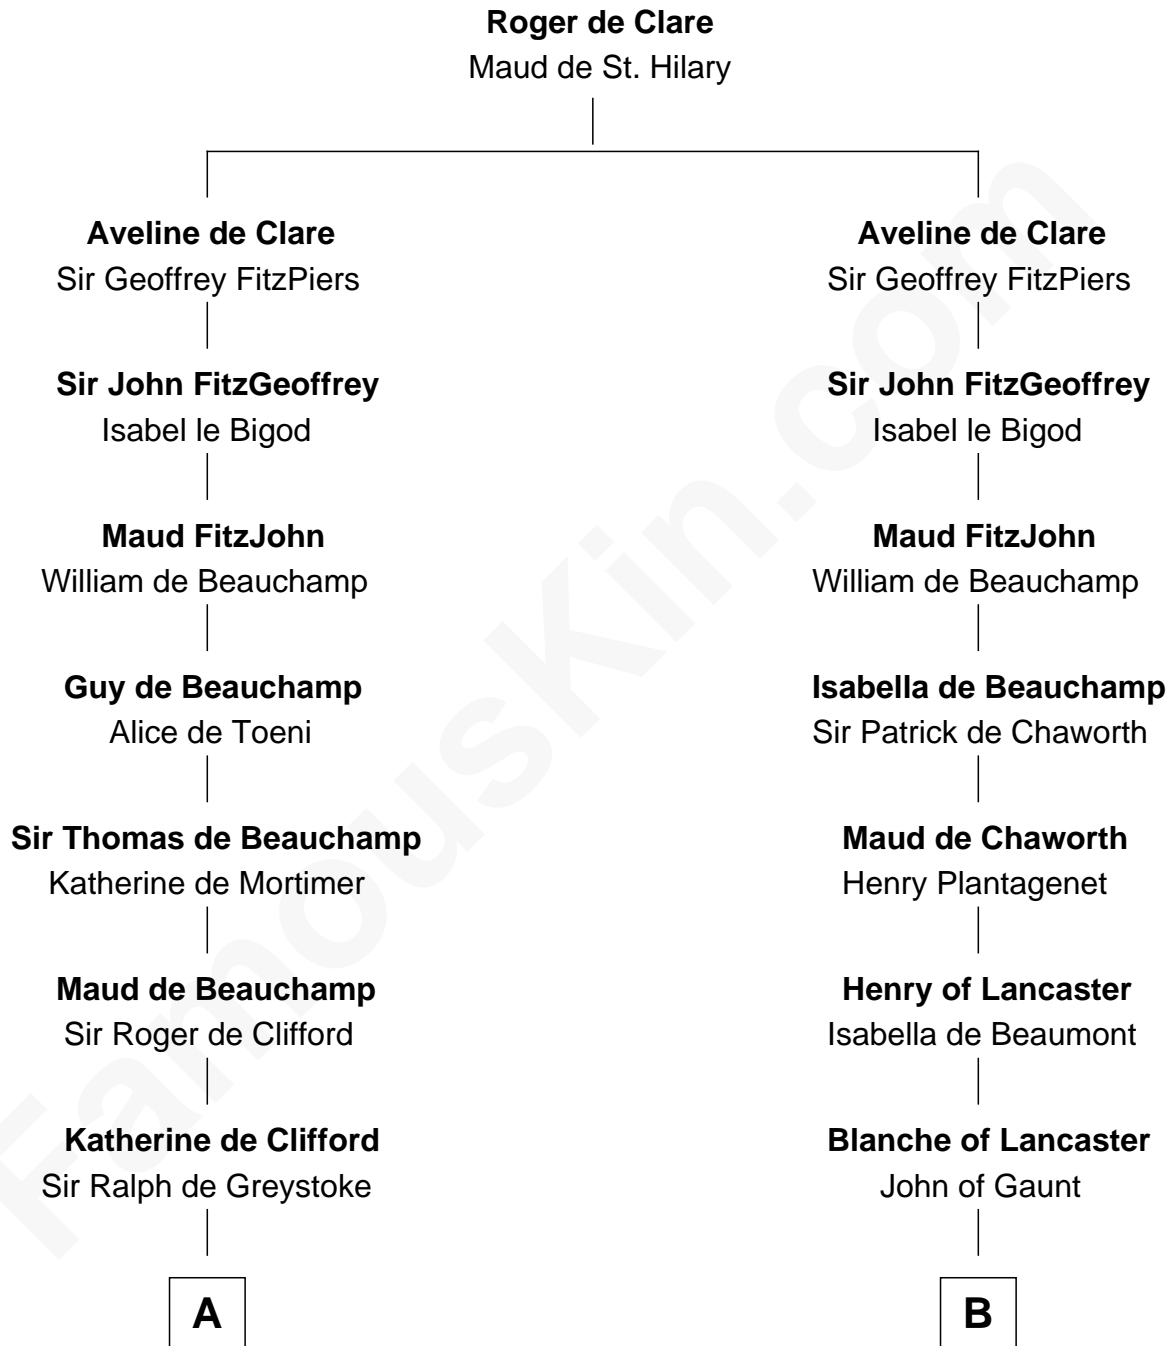 Roger de Clare
Maud de St. Hilary
Aveline de Clare
Sir Geoffrey FitzPiers
Aveline de Clare
Sir Geoffrey FitzPiers
Sir John FitzGeoffrey
Isabel le Bigod
Sir John FitzGeoffrey
Isabel le Bigod
Maud FitzJohn
William de Beauchamp
Maud FitzJohn
William de Beauchamp
Guy de Beauchamp
Alice de Toeni
Isabella de Beauchamp
Sir Patrick de Chaworth
Sir Thomas de Beauchamp
Katherine de Mortimer
Maud de Chaworth
Henry Plantagenet
Maud de Beauchamp
Sir Roger de Clifford
Henry of Lancaster
Isabella de Beaumont
Katherine de Clifford
Sir Ralph de Greystoke
Blanche of Lancaster
John of Gaunt
A
B
FamousKin.com